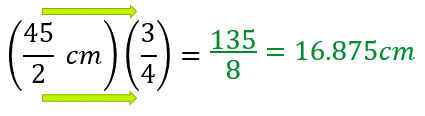 (45/2 cm)(3/4) = 135/8 = 16.875cm